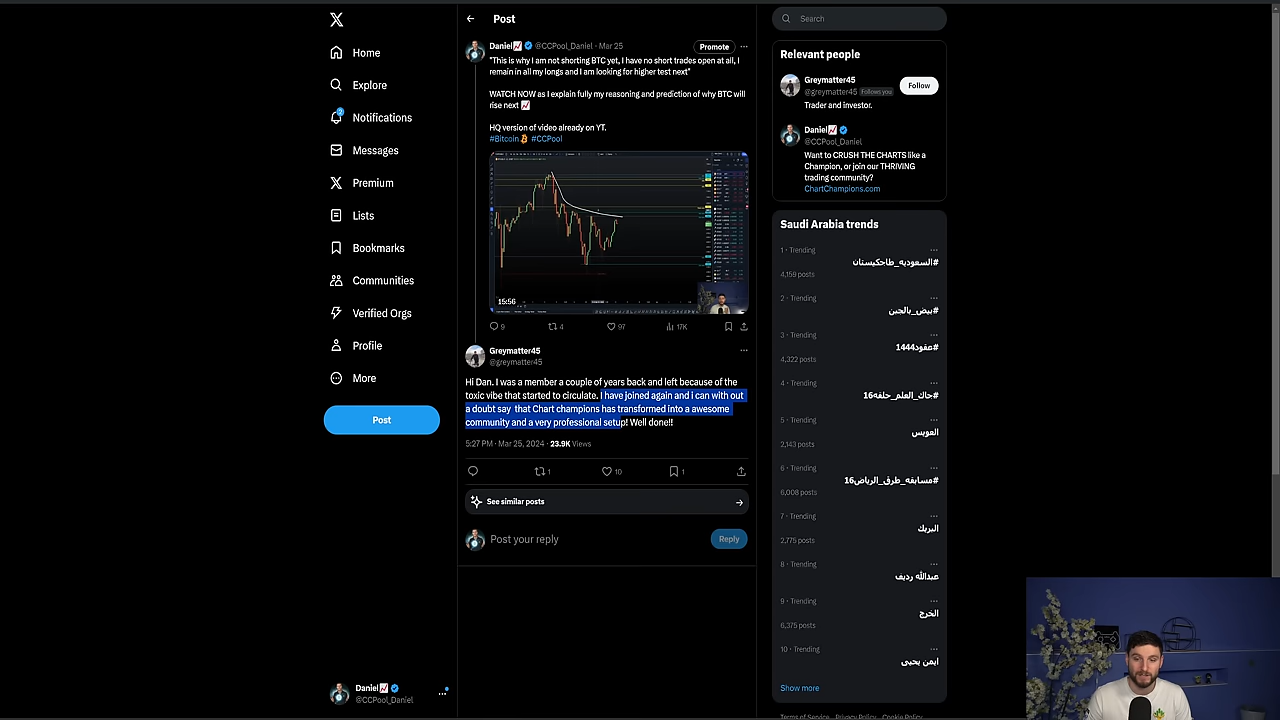 Home
Explore
2
Notifications
Messages
Premium
Lists
Bookmarks
Communities
Verified Orgs
Profile
More
Post
Daniel📈
@CCPool_Daniel
Post
Daniel📈 @CCPool_Daniel · Mar 25
Promote
"This is why I am not shorting BTC yet, I have no short trades open at all, I
remain in all my longs and I am looking for higher test next"
WATCH NOW as I explain fully my reasoning and prediction of why BTC will
rise next 📈
HQ version of video already on YT.
#Bitcoin #CCPool
15:56
9
4
97
17K
Greymatter45
@greymatter45
Hi Dan. I was a member a couple of years back and left because of the
toxic vibe that started to circulate. I have joined again and i can with out
a doubt say that Chart champions has transformed into a awesome
community and a very professional setup! Well done!!
5:27 PM · Mar 25, 2024 · 23.9K Views
1
10
1
See similar posts
Post your reply
Reply
Search
Relevant people
Greymatter45
@greymatter45 Follows you
Follow
Trader and investor.
Daniel📈
@CCPool_Daniel
Want to CRUSH THE CHARTS like a
Champion, or join our THRIVING
trading community?
ChartChampions.com
Saudi Arabia trends
1 · Trending
#السعوديه_طاجكيستان
4,159 posts
2 · Trending
#بيض_بالجبن
3 · Trending
#عقود1444
4,322 posts
4 · Trending
#جاك_العلم_حلقه16
5 · Trending
العويس
2,143 posts
6 · Trending
#مسابقه_طرق_الرياض16
6,008 posts
7 · Trending
البريك
2,775 posts
8 · Trending
عبدالله رديف
9 · Trending
الخرج
6,375 posts
10 · Trending
ايمن يحيى
Show more
Terms of Service Privacy Policy Cookie Policy